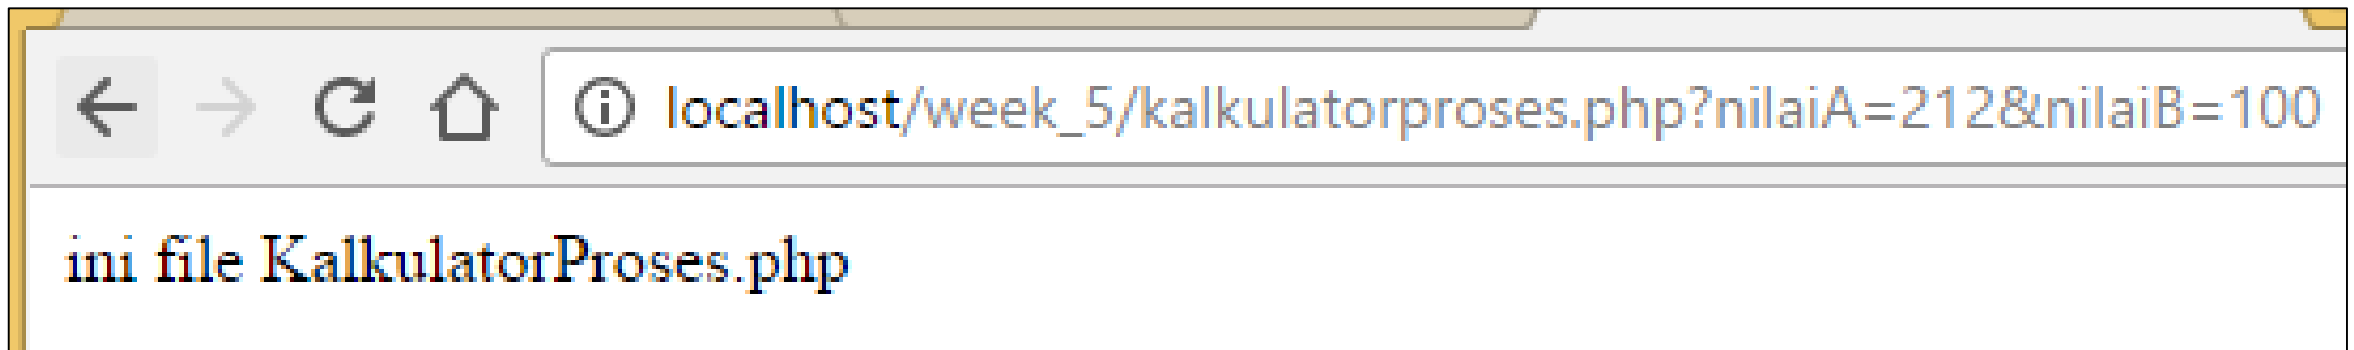 localhost/week_5/kalkulatorproses.php?nilaiA=212&nilaiB=100
ini file KalkulatorProses.php